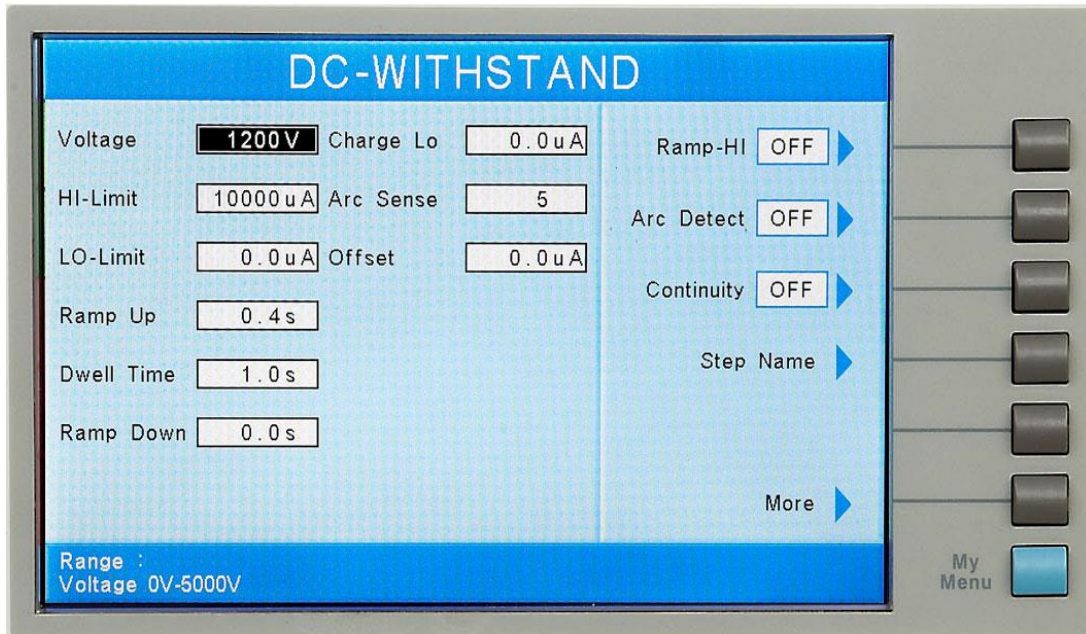 DC-WITHSTAND
Voltage 1200V Charge Lo 0.0uA
HI-Limit 10000uA Arc Sense 5
LO-Limit 0.0uA Offset 0.0uA
Ramp Up 0.4s
Dwell Time 1.0s
Ramp Down 0.0s
Ramp-HI OFF
Arc Detect OFF
Continuity OFF
Step Name
More
Range :
Voltage 0V-5000V
My
Menu